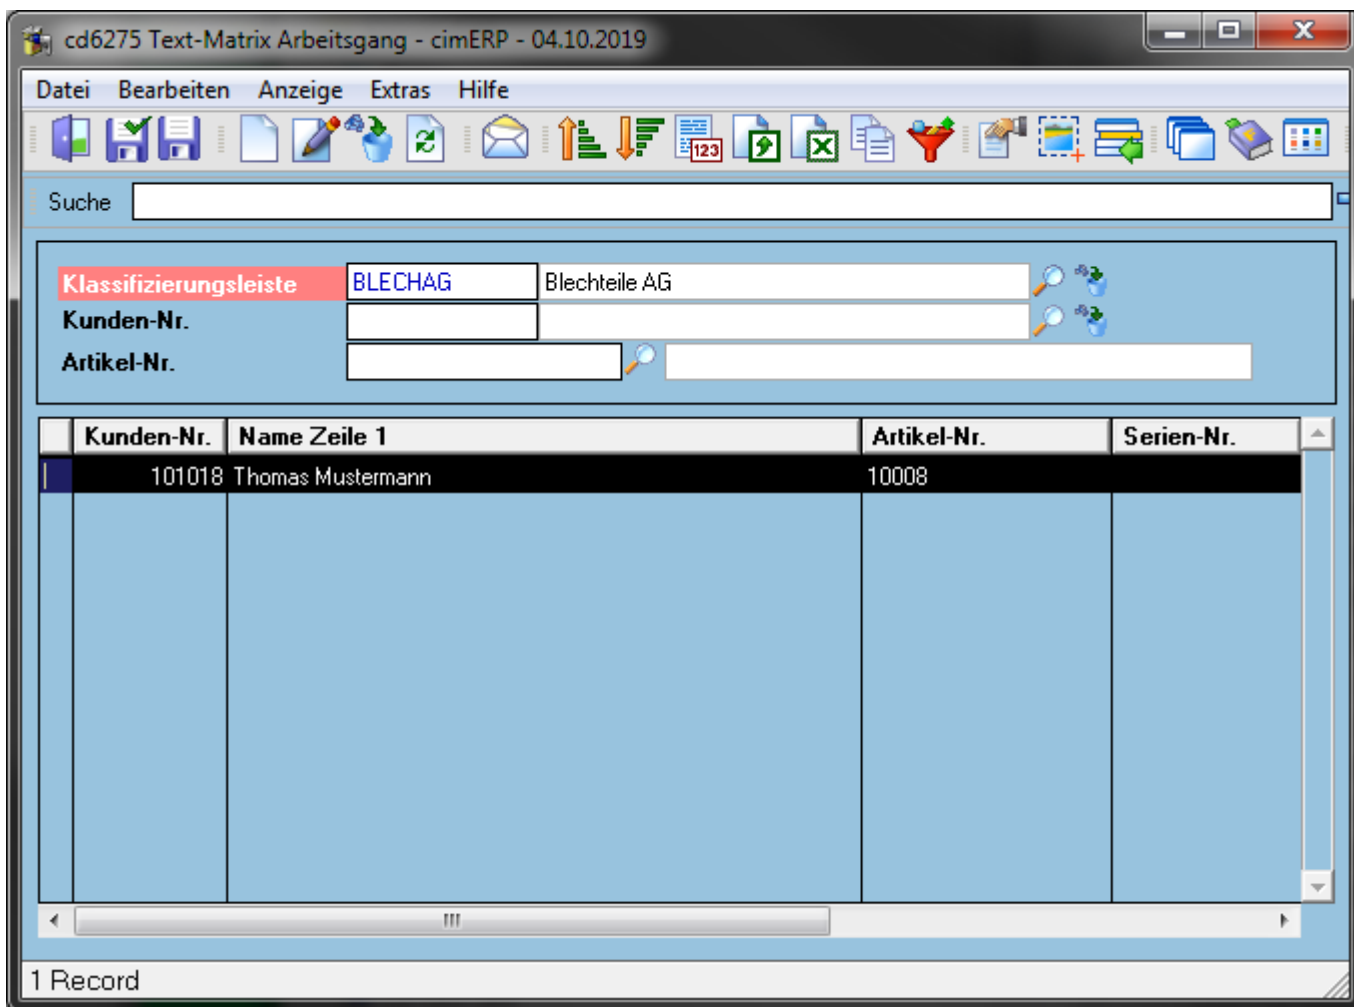 cd6275 Text-Matrix Arbeitsgang - cimERP - 04.10.2019
Datei Bearbeiten Anzeige Extras Hilfe
123
Suche
Klassifizierungsleiste BLECHAG Blechteile AG
Kunden-Nr.
Artikel-Nr.
Kunden-Nr. Name Zeile 1 Artikel-Nr. Serien-Nr.
101018 Thomas Mustermann 10008
1 Record